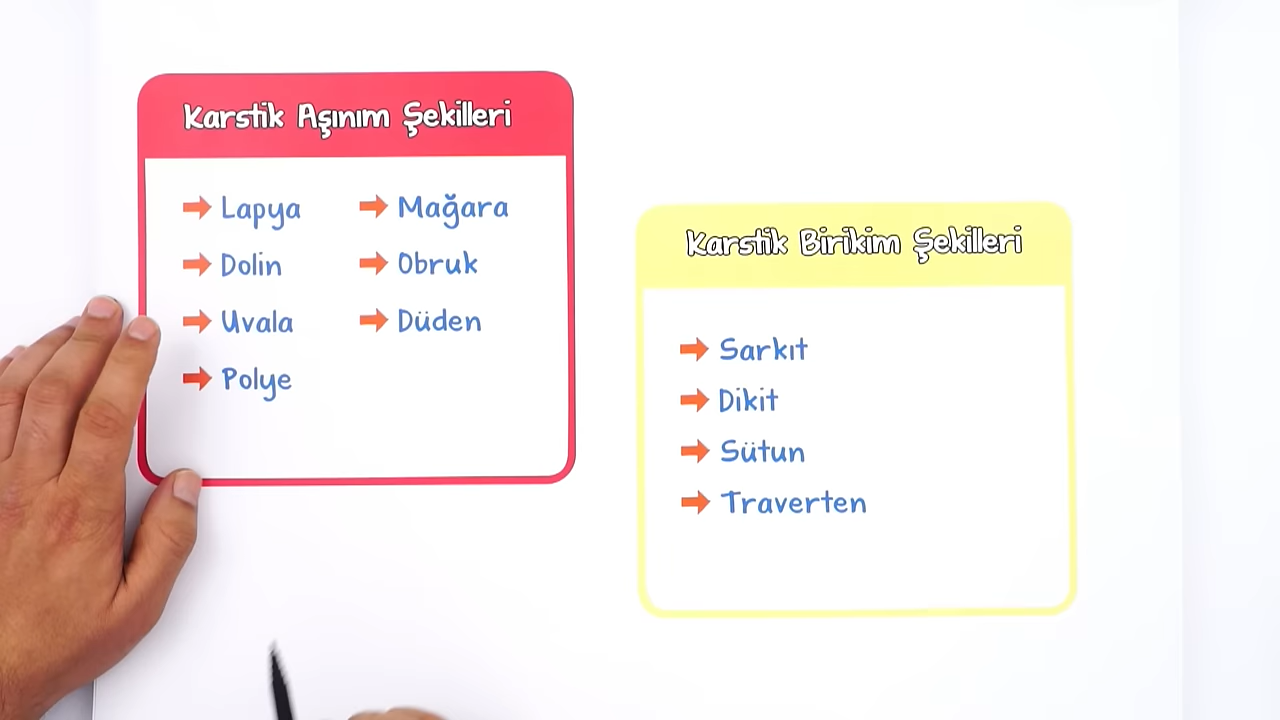 Karstik Aşınım Şekilleri
Lapya
Dolin
Uvala
Polye
Mağara
Obruk
Düden
Karstik Birikim Şekilleri
Sarkıt
Dikit
Sütun
Traverten